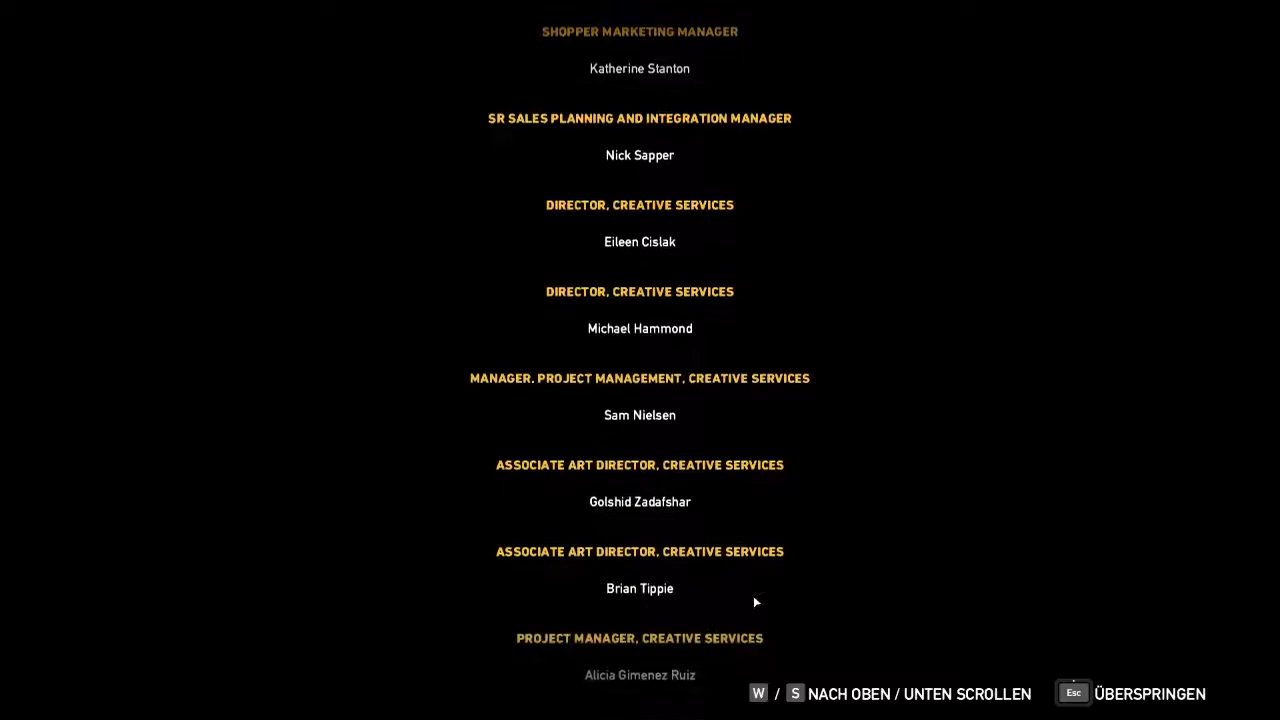 SHOPPER MARKETING MANAGER
Katherine Stanton
SR SALES PLANNING AND INTEGRATION MANAGER
Nick Sapper
DIRECTOR, CREATIVE SERVICES
Eileen Cislak
DIRECTOR, CREATIVE SERVICES
Michael Hammond
MANAGER, PROJECT MANAGEMENT, CREATIVE SERVICES
Sam Nielsen
ASSOCIATE ART DIRECTOR, CREATIVE SERVICES
Golshid Zadafshar
ASSOCIATE ART DIRECTOR, CREATIVE SERVICES
Brian Tippie
PROJECT MANAGER, CREATIVE SERVICES
Alicia Gimenez Ruiz
W / S NACH OBEN / UNTEN SCROLLEN Esc ÜBERSPRINGEN